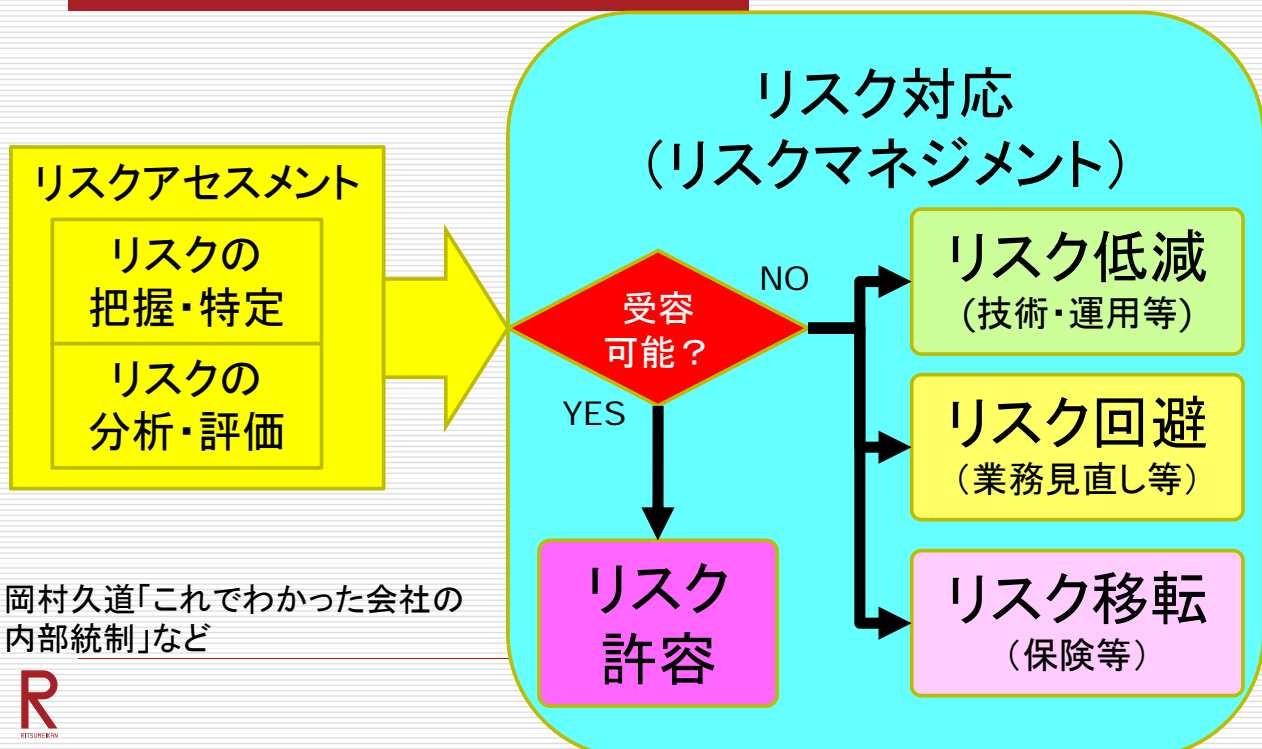 リスクアセスメント
リスクの
把握・特定
リスクの
分析・評価
リスク対応
（リスクマネジメント）
受容
可能？
NO
YES
リスク
許容
リスク低減
(技術・運用等)
リスク回避
（業務見直し等）
リスク移転
（保険等）
岡村久道「これでわかった会社の
内部統制」など
R
RITSUMEIKAN